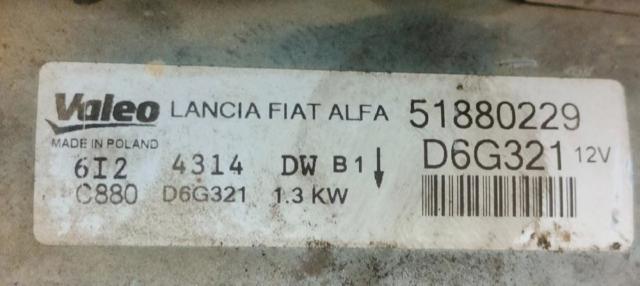 Valeo LANCIA FIAT ALFA 51880229
MADE IN POLAND D6G321 12V
6I2 4314 DW B1↓
C880 D6G321 1.3 KW